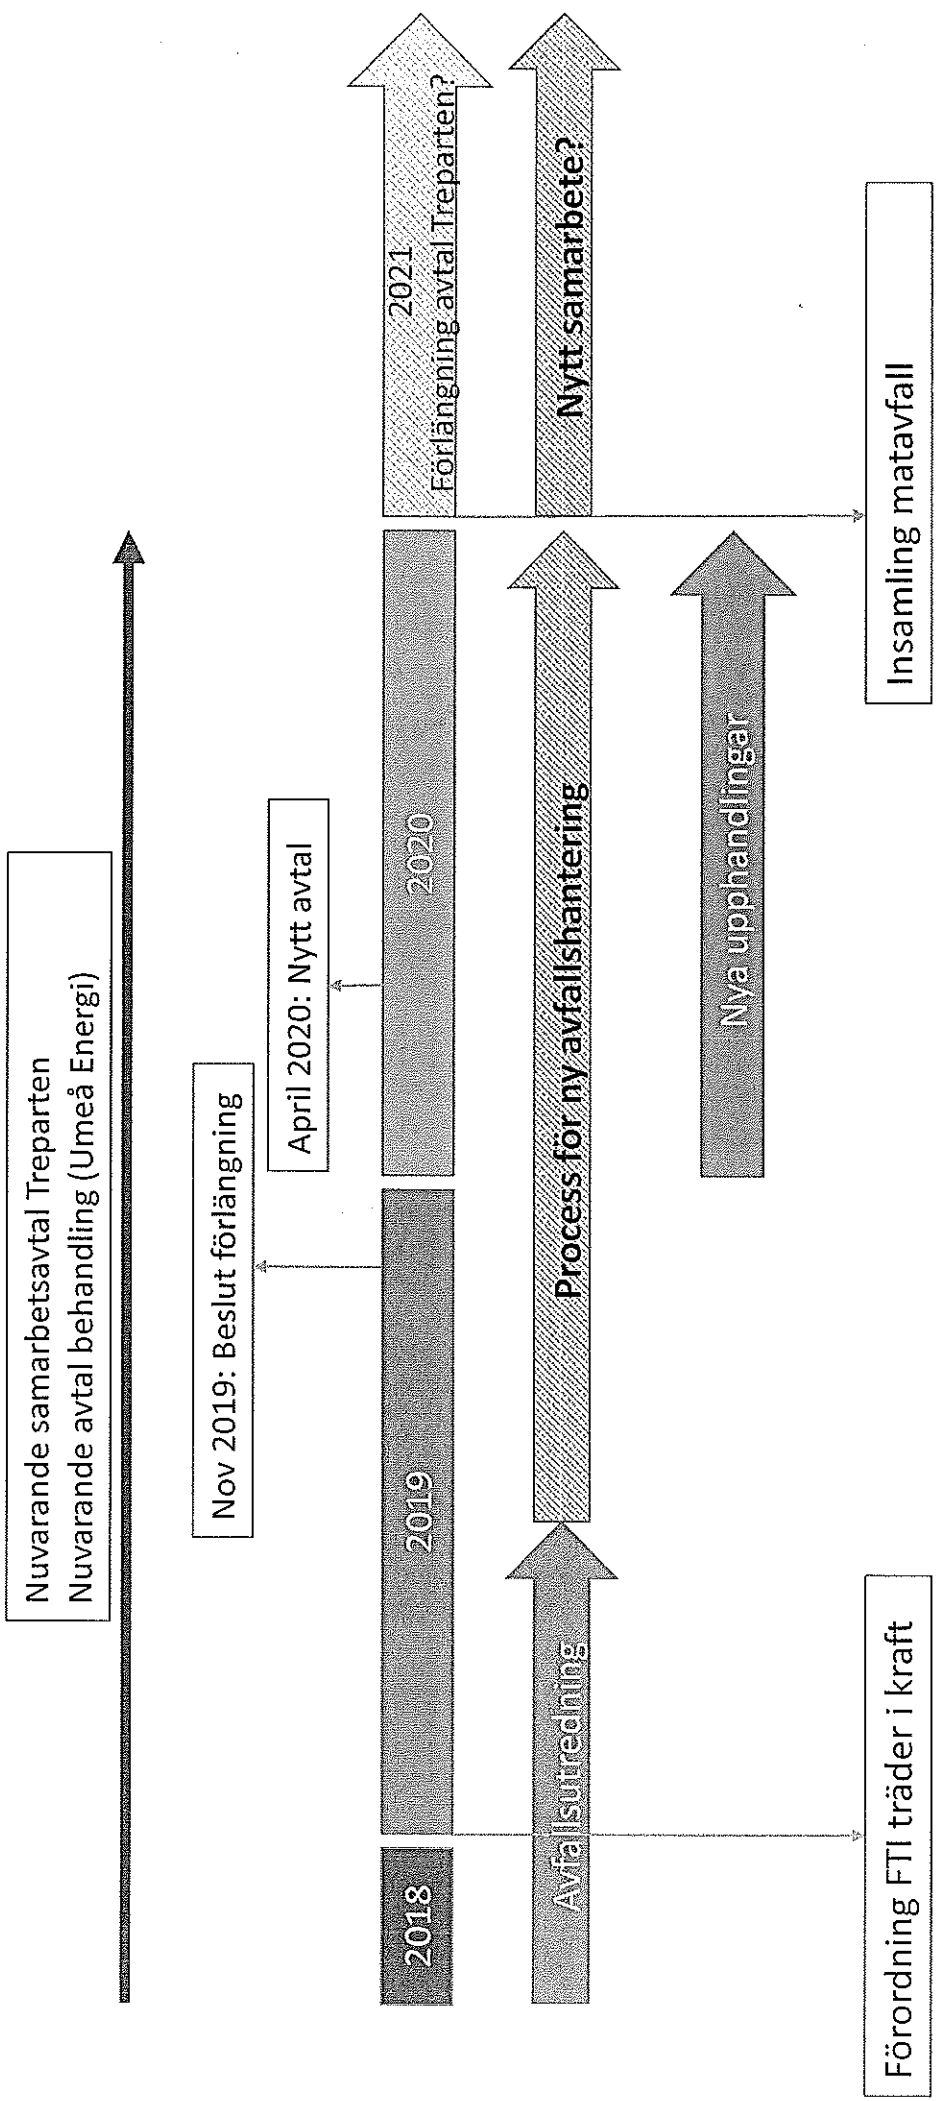 Nuvarande samarbetsavtal Treparten
Nuvarande avtal behandling (Umeå Energi)
Nov 2019: Beslut förlängning
April 2020: Nytt avtal
2018
2019
2020
2021
Förlängning avtal Treparten?
Avfallsutredning
Process för ny avfallshantering
Nytt samarbete?
Nya upphandlingar
Förordning FTI träder i kraft
Insamling matavfall